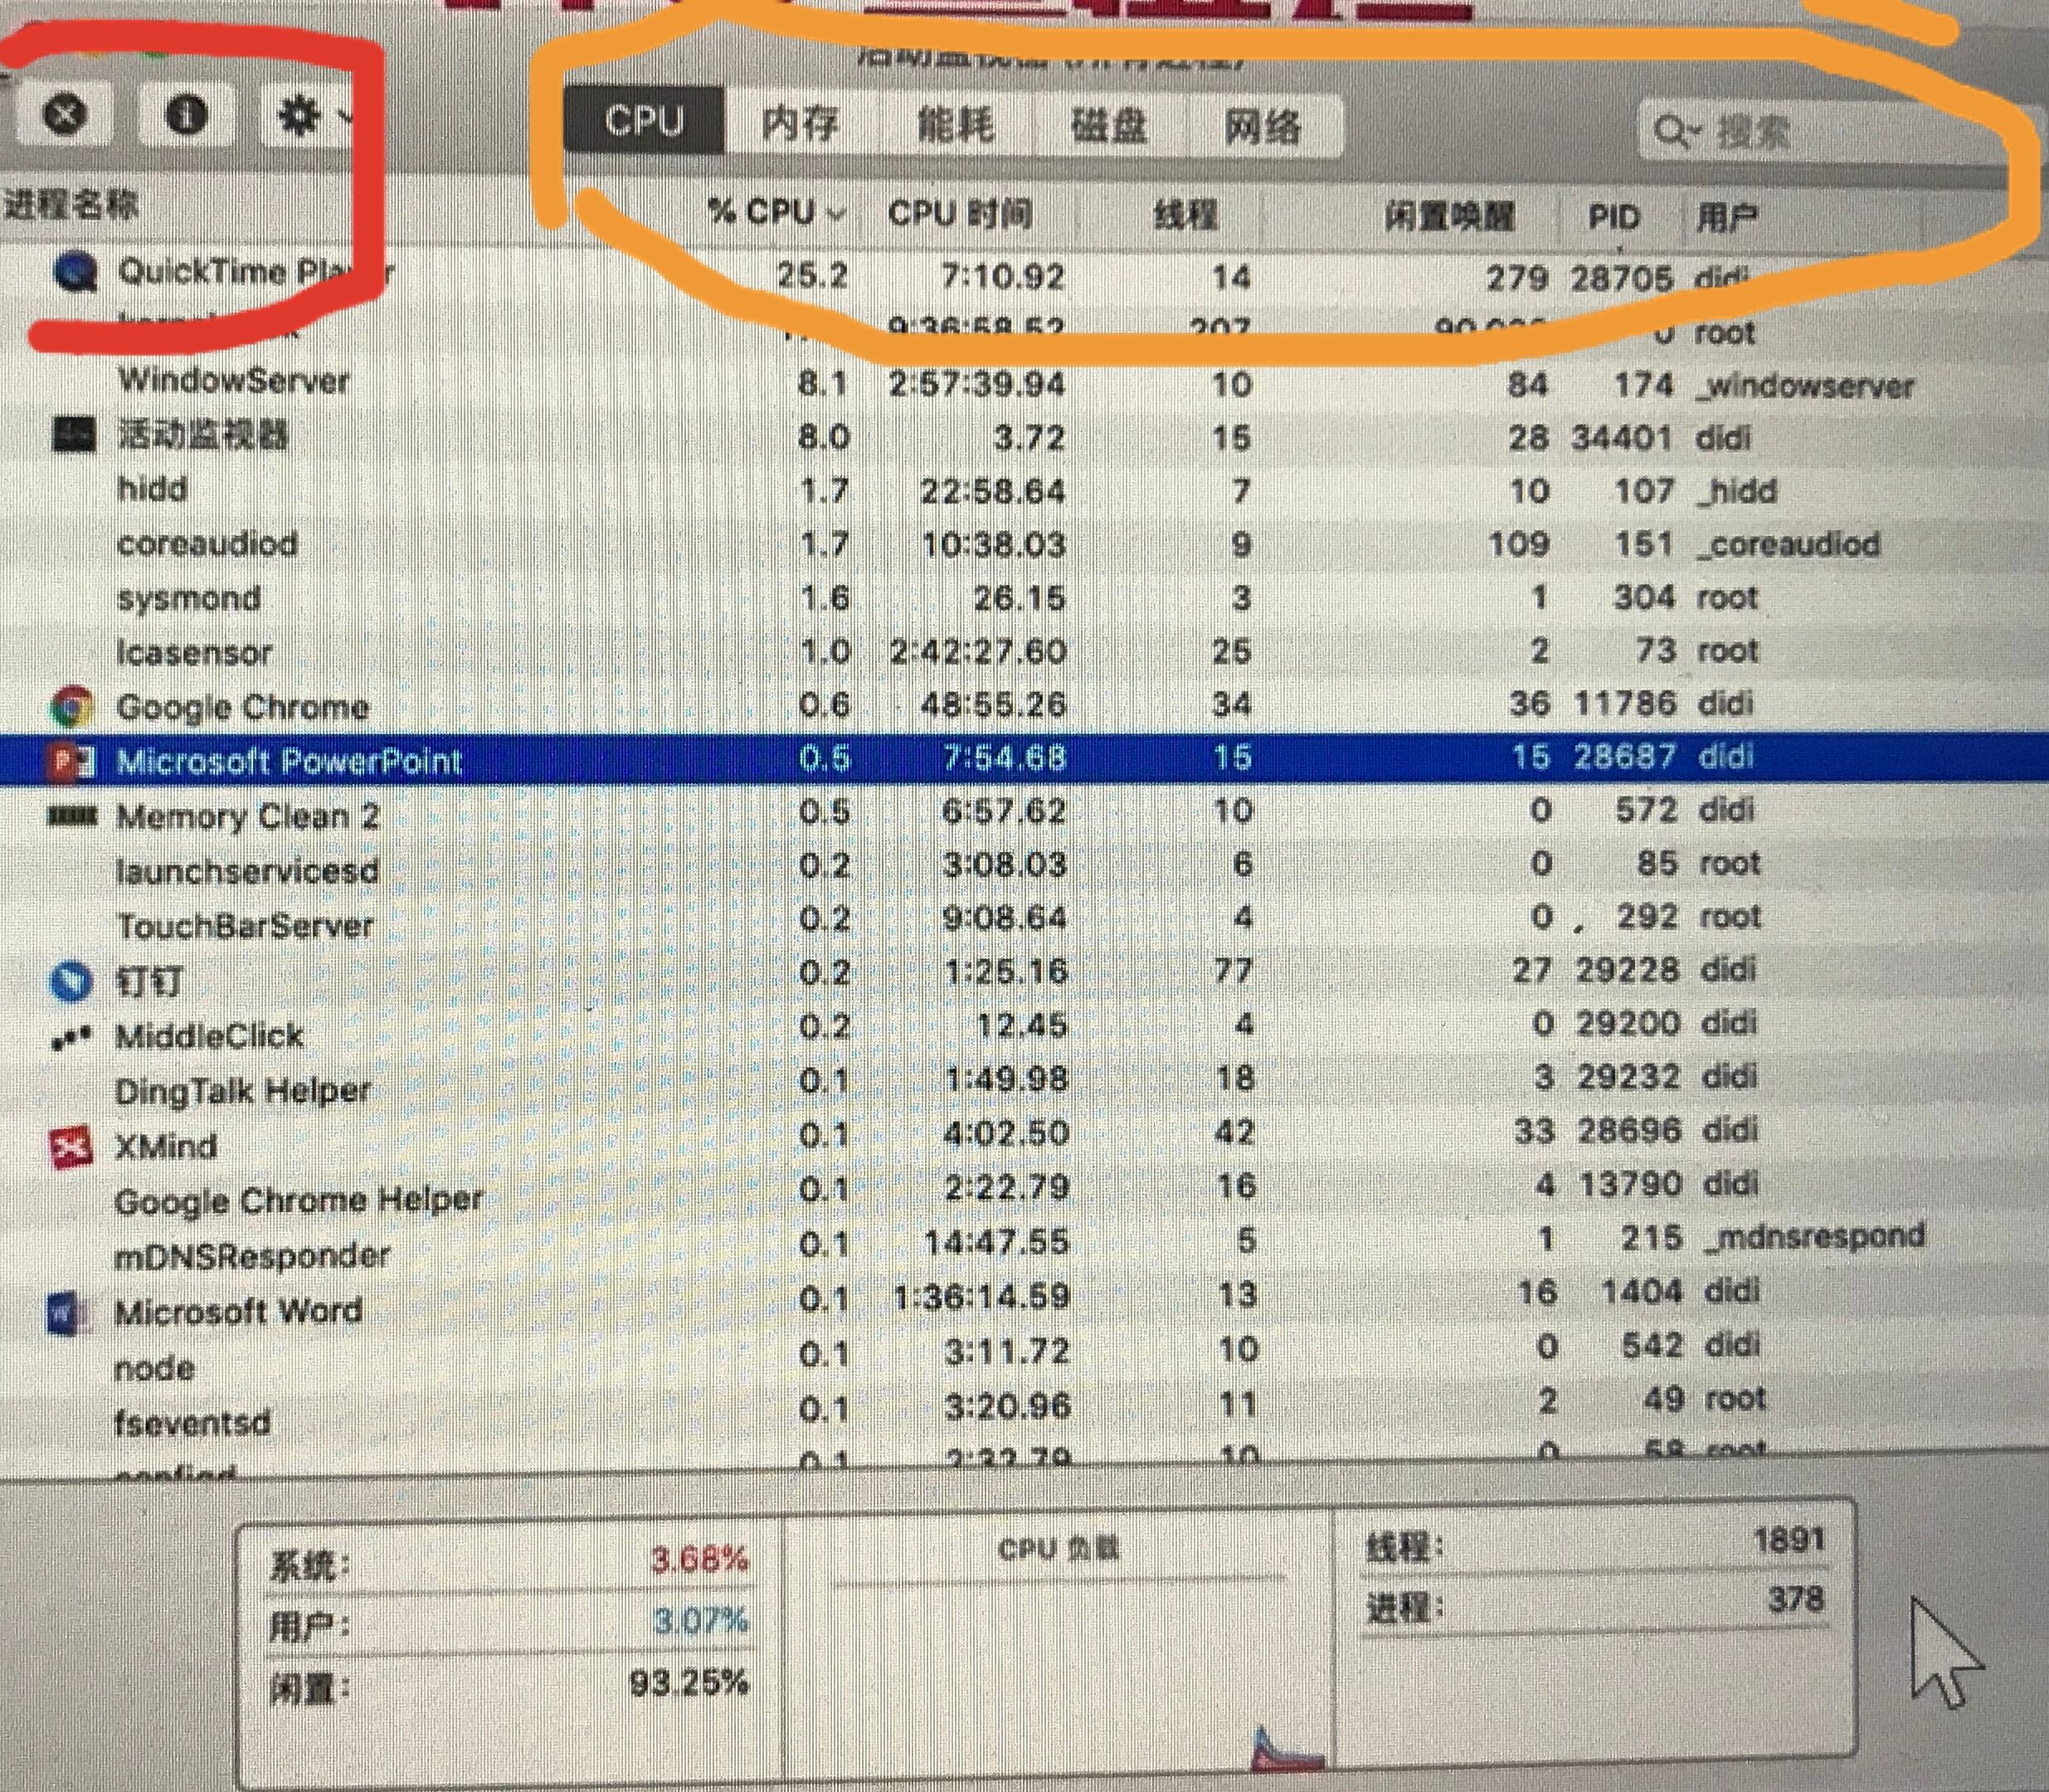 CPU 内存 能耗 磁盘 网络 搜索
进程名称 % CPU CPU 时间 线程 闲置唤醒 PID 用户
QuickTime Player 25.2 7:10.92 14 279 28705 didi
9:36:58.52 207 0 root
WindowServer 8.1 2:57:39.94 10 84 174 _windowserver
活动监视器 8.0 3.72 15 28 34401 didi
hidd 1.7 22:58.64 7 10 107 _hidd
coreaudiod 1.7 10:38.03 9 109 151 _coreaudiod
sysmond 1.6 26.15 3 1 304 root
lcasensor 1.0 2:42:27.60 25 2 73 root
Google Chrome 0.6 48:55.26 34 36 11786 didi
Microsoft PowerPoint 0.5 7:54.68 15 15 28687 didi
Memory Clean 2 0.5 6:57.62 10 0 572 didi
launchservicesd 0.2 3:08.03 6 0 85 root
TouchBarServer 0.2 9:08.64 4 0 292 root
钉钉 0.2 1:25.16 77 27 29228 didi
MiddleClick 0.2 12.45 4 0 29200 didi
DingTalk Helper 0.1 1:49.98 18 3 29232 didi
XMind 0.1 4:02.50 42 33 28696 didi
Google Chrome Helper 0.1 2:22.79 16 4 13790 didi
mDNSResponder 0.1 14:47.55 5 1 215 _mdnsrespond
Microsoft Word 0.1 1:36:14.59 13 16 1404 didi
node 0.1 3:11.72 10 0 542 didi
fseventsd 0.1 3:20.96 11 2 49 root
0.1 10 0 58 root
系统: 3.68% CPU 负载 线程: 1891
用户: 3.07% 进程: 378
闲置: 93.25%